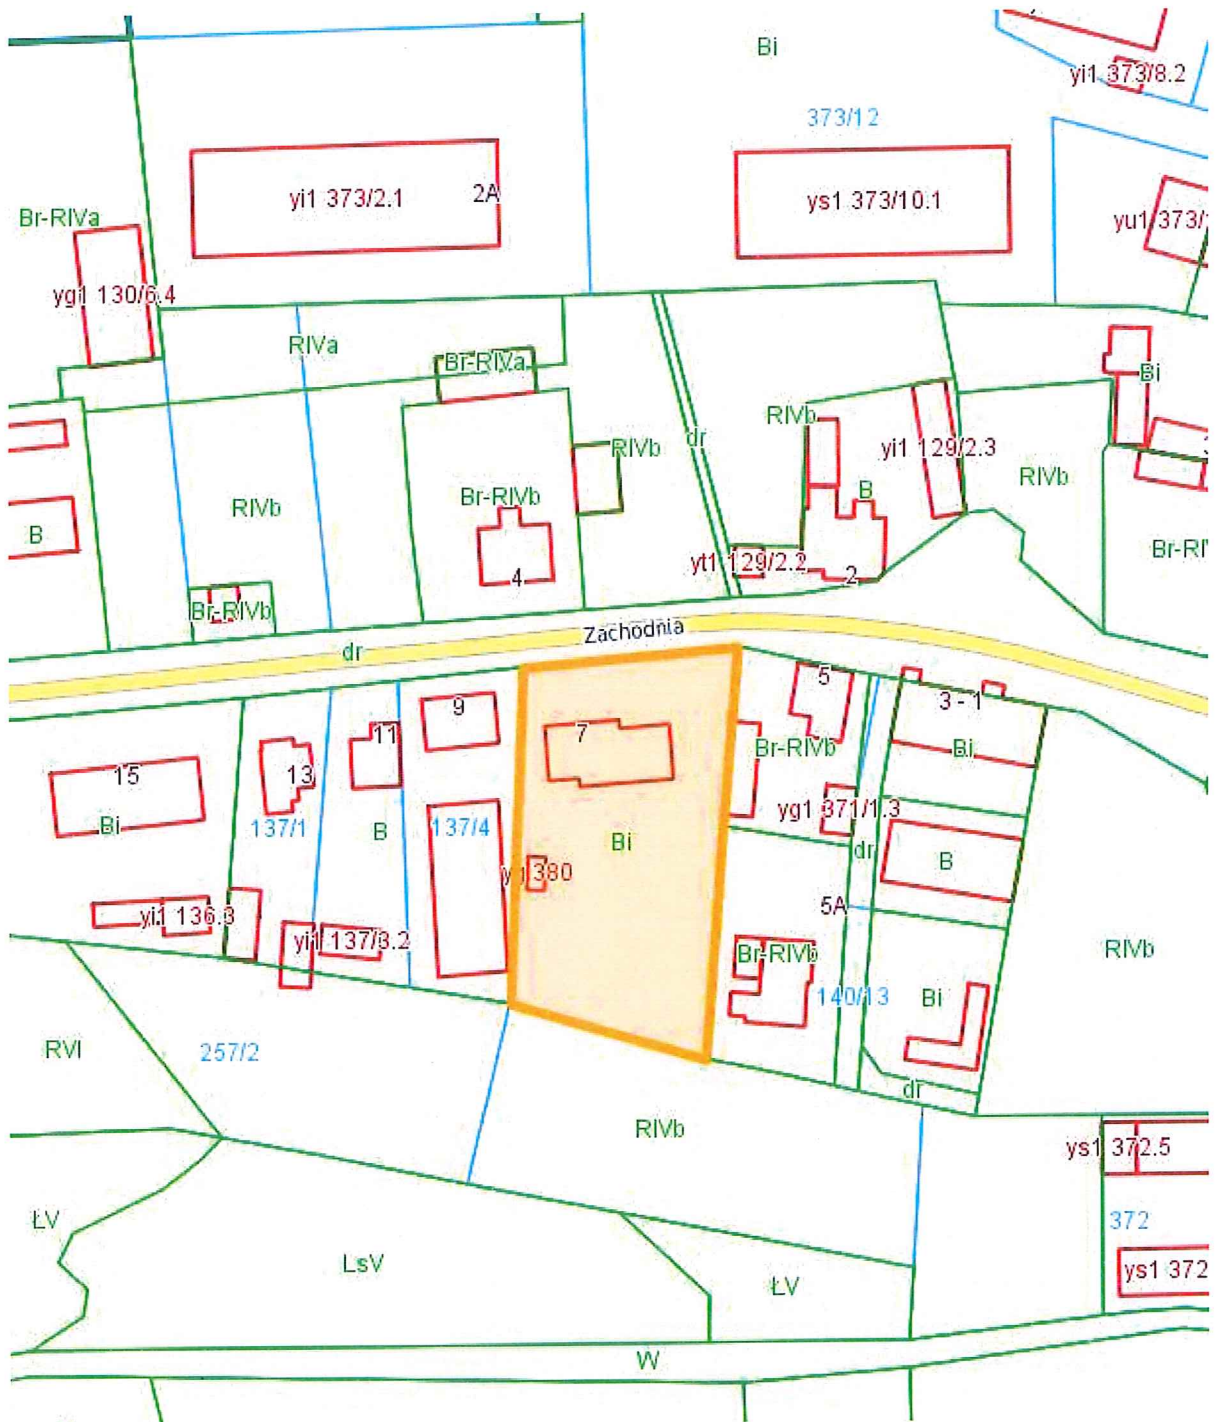 Bi
yi1 373/8.2
373/12
yi1 373/2.1
2A
ys1 373/10.1
Br-RIVa
yu1 373/
yg1 130/6.4
RIVa
Br-RIVa
Bi
RIVb
dr
RIVb
yi1 129/2.3
RIVb
RIVb
Br-RIVb
B
B
Br-RI
yt1 129/2.2
4
2
Br-RIVb
Zachodnia
dr
5
9
3 - 1
7
11
Br-RIVb
Bi
15
13
yg1 371/1.3
Bi
137/1
B
137/4
Bi
dr
B
yg 380
5A
yi1 136.3
yi1 137/3.2
Br-RIVb
RIVb
140/13
Bi
RVI
257/2
dr
RIVb
ys1 372.5
ŁV
372
LsV
ys1 372
ŁV
W